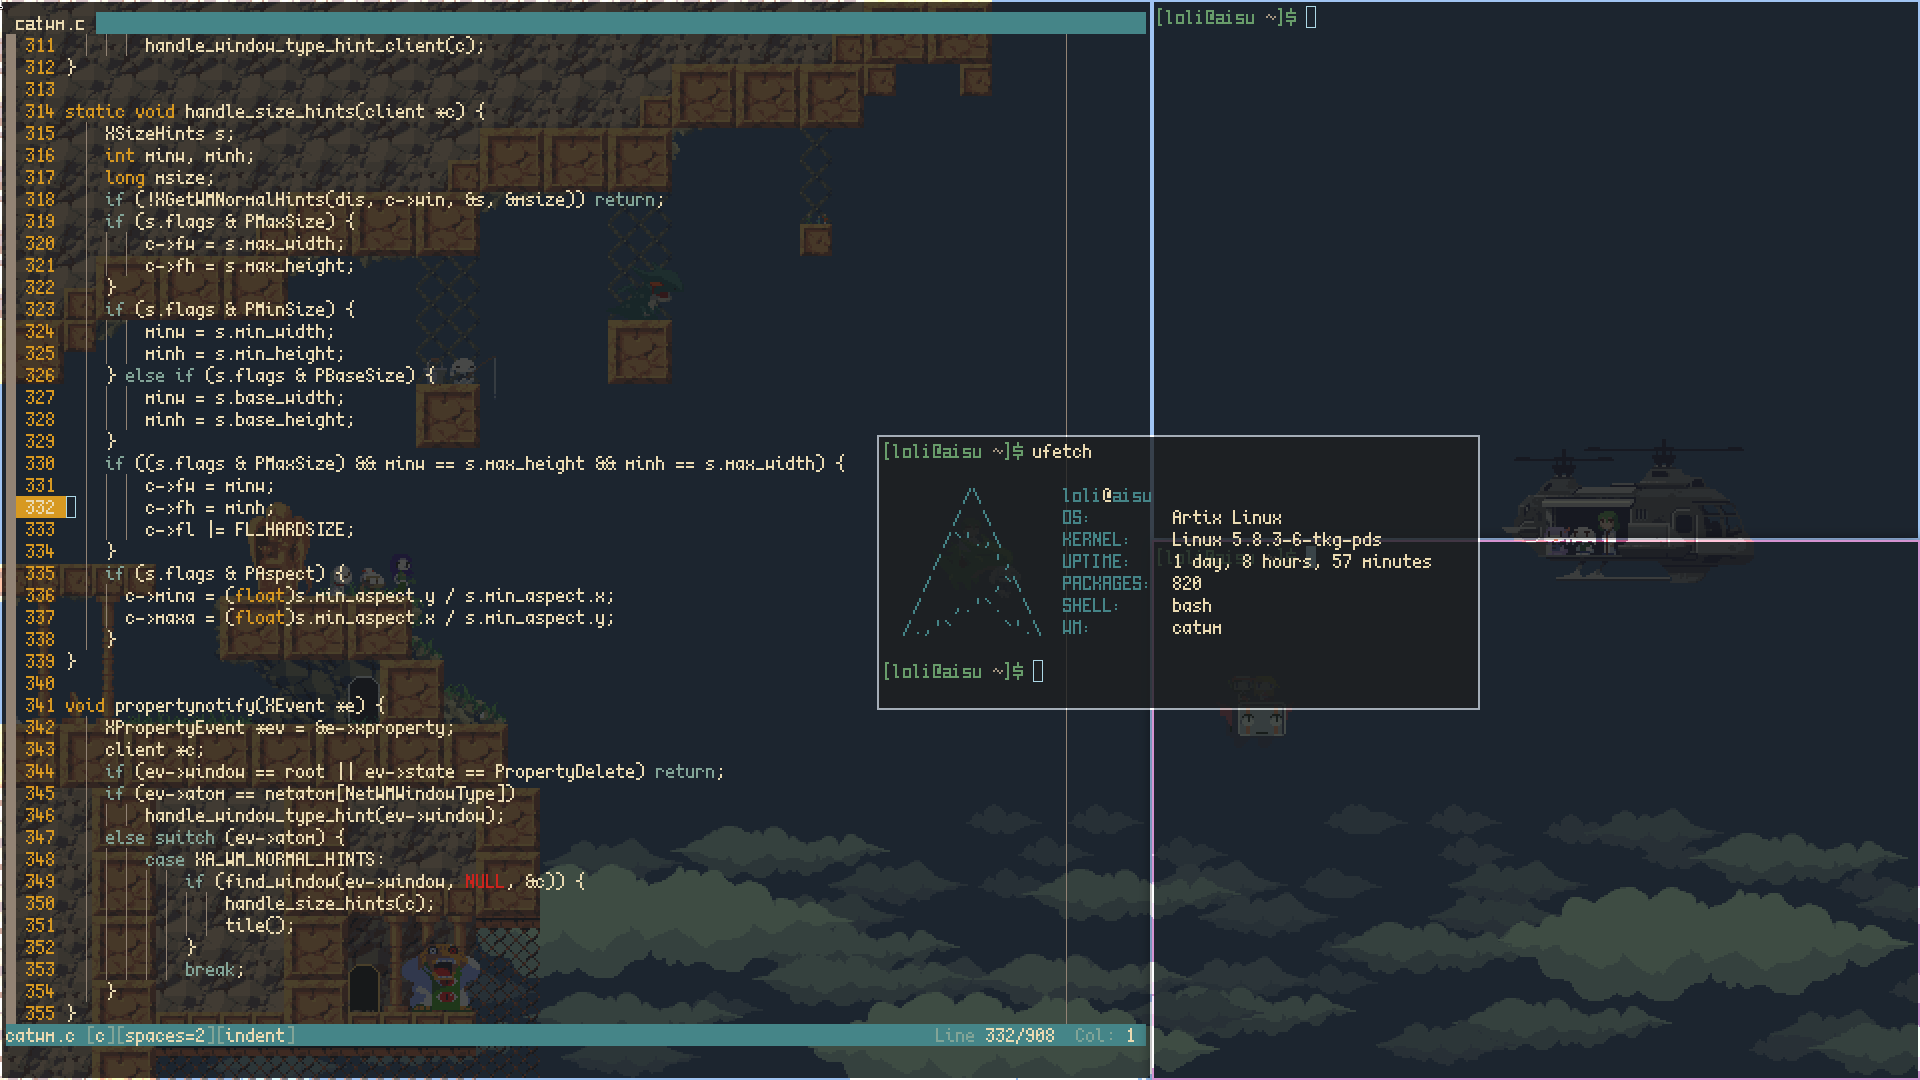 catwm.c
311         handle_window_type_hint_client(c);
312 }
313
314 static void handle_size_hints(client *c) {
315     XSizeHints s;
316     int minw, minh;
317     long msize;
318     if (!XGetWMNormalHints(dis, c->win, &s, &msize)) return;
319     if (s.flags & PMaxSize) {
320         c->fw = s.max_width;
321         c->fh = s.max_height;
322     }
323     if (s.flags & PMinSize) {
324         minw = s.min_width;
325         minh = s.min_height;
326     } else if (s.flags & PBaseSize) {
327         minw = s.base_width;
328         minh = s.base_height;
329     }
330     if ((s.flags & PMaxSize) && minw == s.max_height && minh == s.max_width) {
331         c->fw = minw;
332         c->fh = minh;
333         c->fl |= FL_HARDSIZE;
334     }
335     if (s.flags & PAspect) {
336       c->mina = (float)s.min_aspect.y / s.min_aspect.x;
337       c->maxa = (float)s.min_aspect.x / s.min_aspect.y;
338     }
339 }
340
341 void propertynotify(XEvent *e) {
342     XPropertyEvent *ev = &e->xproperty;
343     client *c;
344     if (ev->window == root || ev->state == PropertyDelete) return;
345     if (ev->atom == netatom[NetWMWindowType])
346         handle_window_type_hint(ev->window);
347     else switch (ev->atom) {
348         case XA_WM_NORMAL_HINTS:
349             if (find_window(ev->window, NULL, &c)) {
350                 handle_size_hints(c);
351                 tile();
352             }
353             break;
354     }
355 }
catwm.c [c][spaces=2][indent] Line 332/908 Col: 1
[loli@aisu ~]$
[loli@aisu ~]$ ufetch
loli@aisu
OS: Artix Linux
KERNEL: Linux 5.8.3-6-tkg-pds
UPTIME: 1 day, 8 hours, 57 minutes
PACKAGES: 820
SHELL: bash
WM: catwm
[loli@aisu ~]$